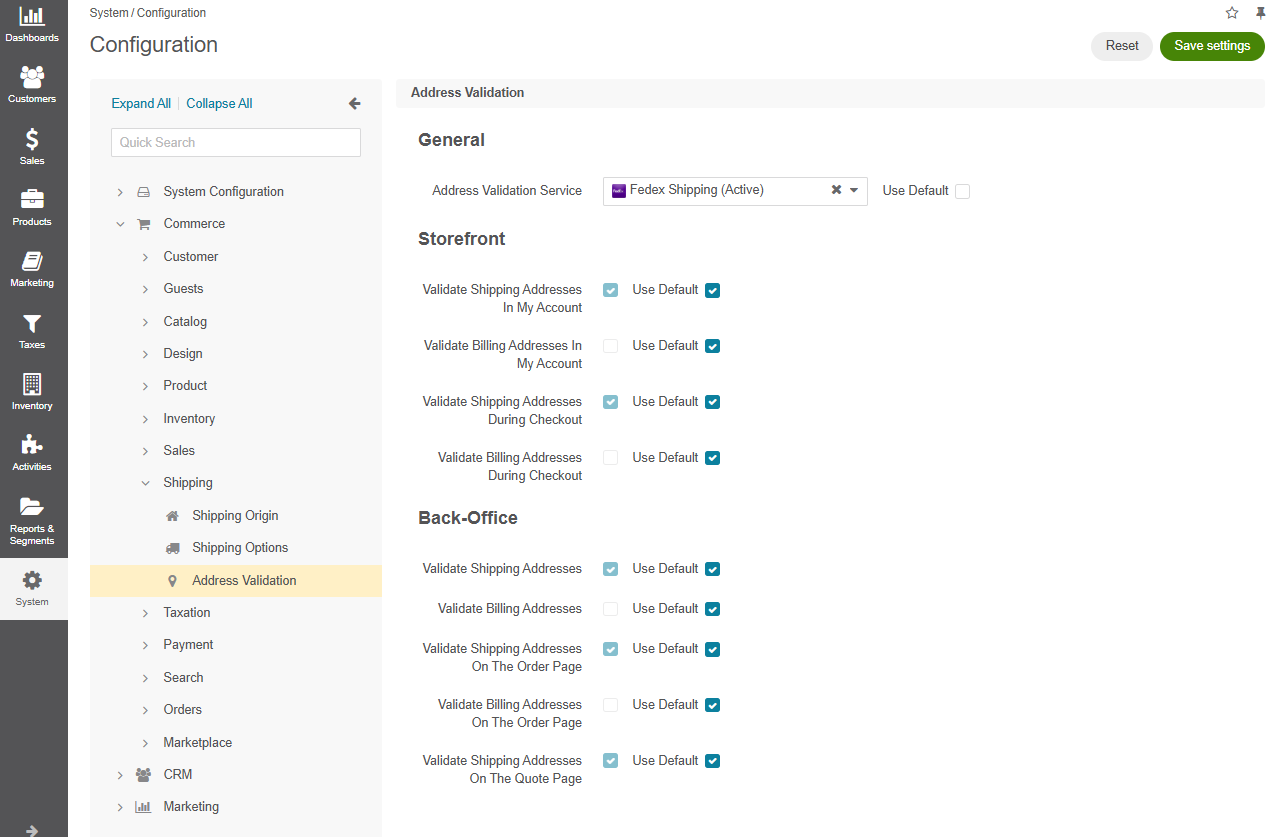 Dashboards
Customers
Sales
Products
Marketing
Taxes
Inventory
Activities
Reports &
Segments
System
System / Configuration
Configuration
Reset
Save settings
Expand All | Collapse All
Quick Search
System Configuration
Commerce
Customer
Guests
Catalog
Design
Product
Inventory
Sales
Shipping
Shipping Origin
Shipping Options
Address Validation
Taxation
Payment
Search
Orders
Marketplace
CRM
Marketing
Address Validation
General
Address Validation Service
FedEx
Fedex Shipping (Active)
Use Default
Storefront
Validate Shipping Addresses
In My Account
Use Default
Validate Billing Addresses In
My Account
Use Default
Validate Shipping Addresses
During Checkout
Use Default
Validate Billing Addresses
During Checkout
Use Default
Back-Office
Validate Shipping Addresses
Use Default
Validate Billing Addresses
Use Default
Validate Shipping Addresses
On The Order Page
Use Default
Validate Billing Addresses
On The Order Page
Use Default
Validate Shipping Addresses
On The Quote Page
Use Default